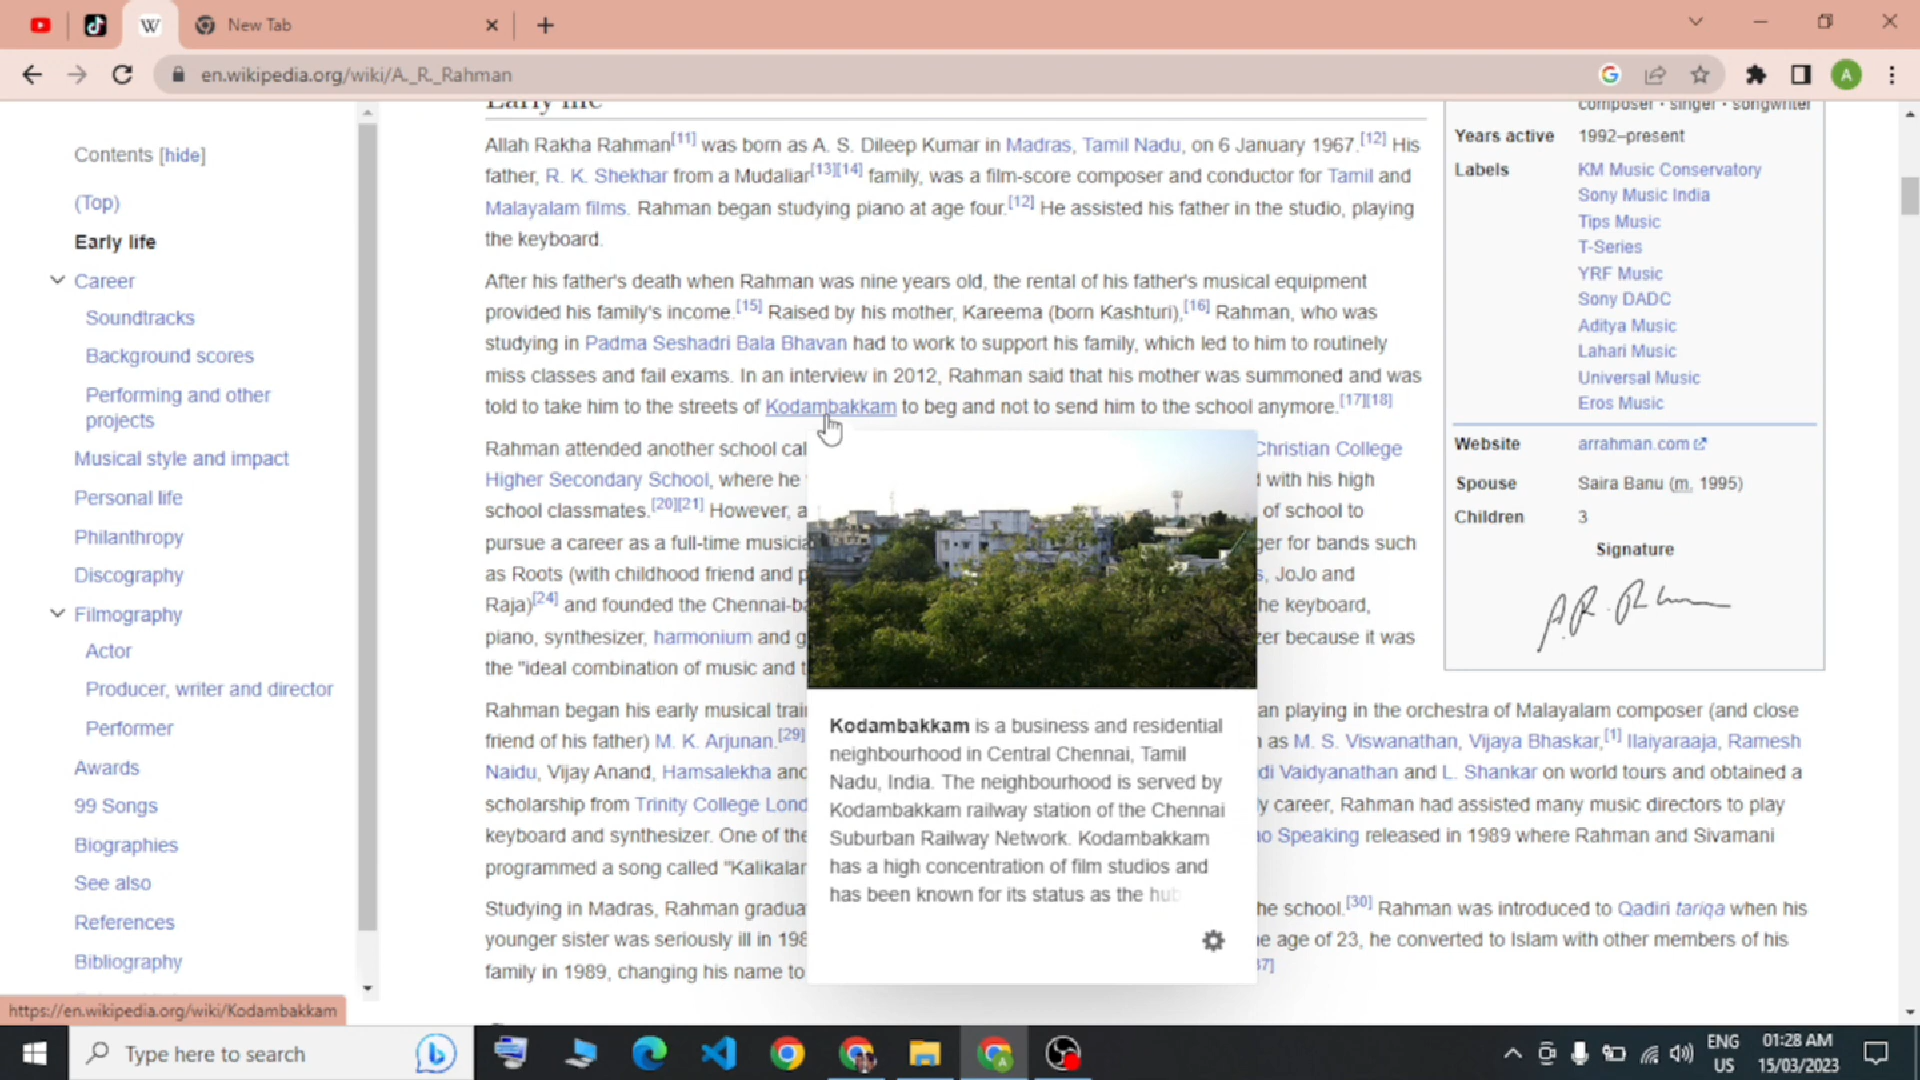 New Tab
en.wikipedia.org/wiki/A._R._Rahman
A
Contents [hide]
(Top)
Early life
Career
Soundtracks
Background scores
Performing and other
projects
Musical style and impact
Personal life
Philanthropy
Discography
Filmography
Actor
Producer, writer and director
Performer
Awards
99 Songs
Biographies
See also
References
Bibliography
https://en.wikipedia.org/wiki/Kodambakkam
Early life
Allah Rakha Rahman[11] was born as A. S. Dileep Kumar in Madras, Tamil Nadu, on 6 January 1967.[12] His
father, R. K. Shekhar from a Mudaliar[13][14] family, was a film-score composer and conductor for Tamil and
Malayalam films. Rahman began studying piano at age four.[12] He assisted his father in the studio, playing
the keyboard.
After his father's death when Rahman was nine years old, the rental of his father's musical equipment
provided his family's income.[15] Raised by his mother, Kareema (born Kashturi),[16] Rahman, who was
studying in Padma Seshadri Bala Bhavan had to work to support his family, which led to him to routinely
miss classes and fail exams. In an interview in 2012, Rahman said that his mother was summoned and was
told to take him to the streets of Kodambakkam to beg and not to send him to the school anymore.[17][18]
Rahman attended another school cal Christian College
Higher Secondary School, where he with his high
school classmates.[20][21] However, a of school to
pursue a career as a full-time musicia ger for bands such
as Roots (with childhood friend and p s, JoJo and
Raja)[24] and founded the Chennai-ba he keyboard,
piano, synthesizer, harmonium and g zer because it was
the "ideal combination of music and t
Rahman began his early musical trai an playing in the orchestra of Malayalam composer (and close
friend of his father) M. K. Arjunan.[29] as M. S. Viswanathan, Vijaya Bhaskar,[1] Ilaiyaraaja, Ramesh
Naidu, Vijay Anand, Hamsalekha and di Vaidyanathan and L. Shankar on world tours and obtained a
scholarship from Trinity College Lond y career, Rahman had assisted many music directors to play
keyboard and synthesizer. One of the o Speaking released in 1989 where Rahman and Sivamani
programmed a song called "Kalikalar
Studying in Madras, Rahman gradua he school.[30] Rahman was introduced to Qadiri tariqa when his
younger sister was seriously ill in 198 e age of 23, he converted to Islam with other members of his
family in 1989, changing his name to 37]
Kodambakkam is a business and residential
neighbourhood in Central Chennai, Tamil
Nadu, India. The neighbourhood is served by
Kodambakkam railway station of the Chennai
Suburban Railway Network. Kodambakkam
has a high concentration of film studios and
has been known for its status as the hub
composer • singer • songwriter
Years active 1992–present
Labels KM Music Conservatory
Sony Music India
Tips Music
T-Series
YRF Music
Sony DADC
Aditya Music
Lahari Music
Universal Music
Eros Music
Website arrahman.com
Spouse Saira Banu (m. 1995)
Children 3
Signature
A.R. Rahman
Type here to search
ENG
US
01:28 AM
15/03/2023